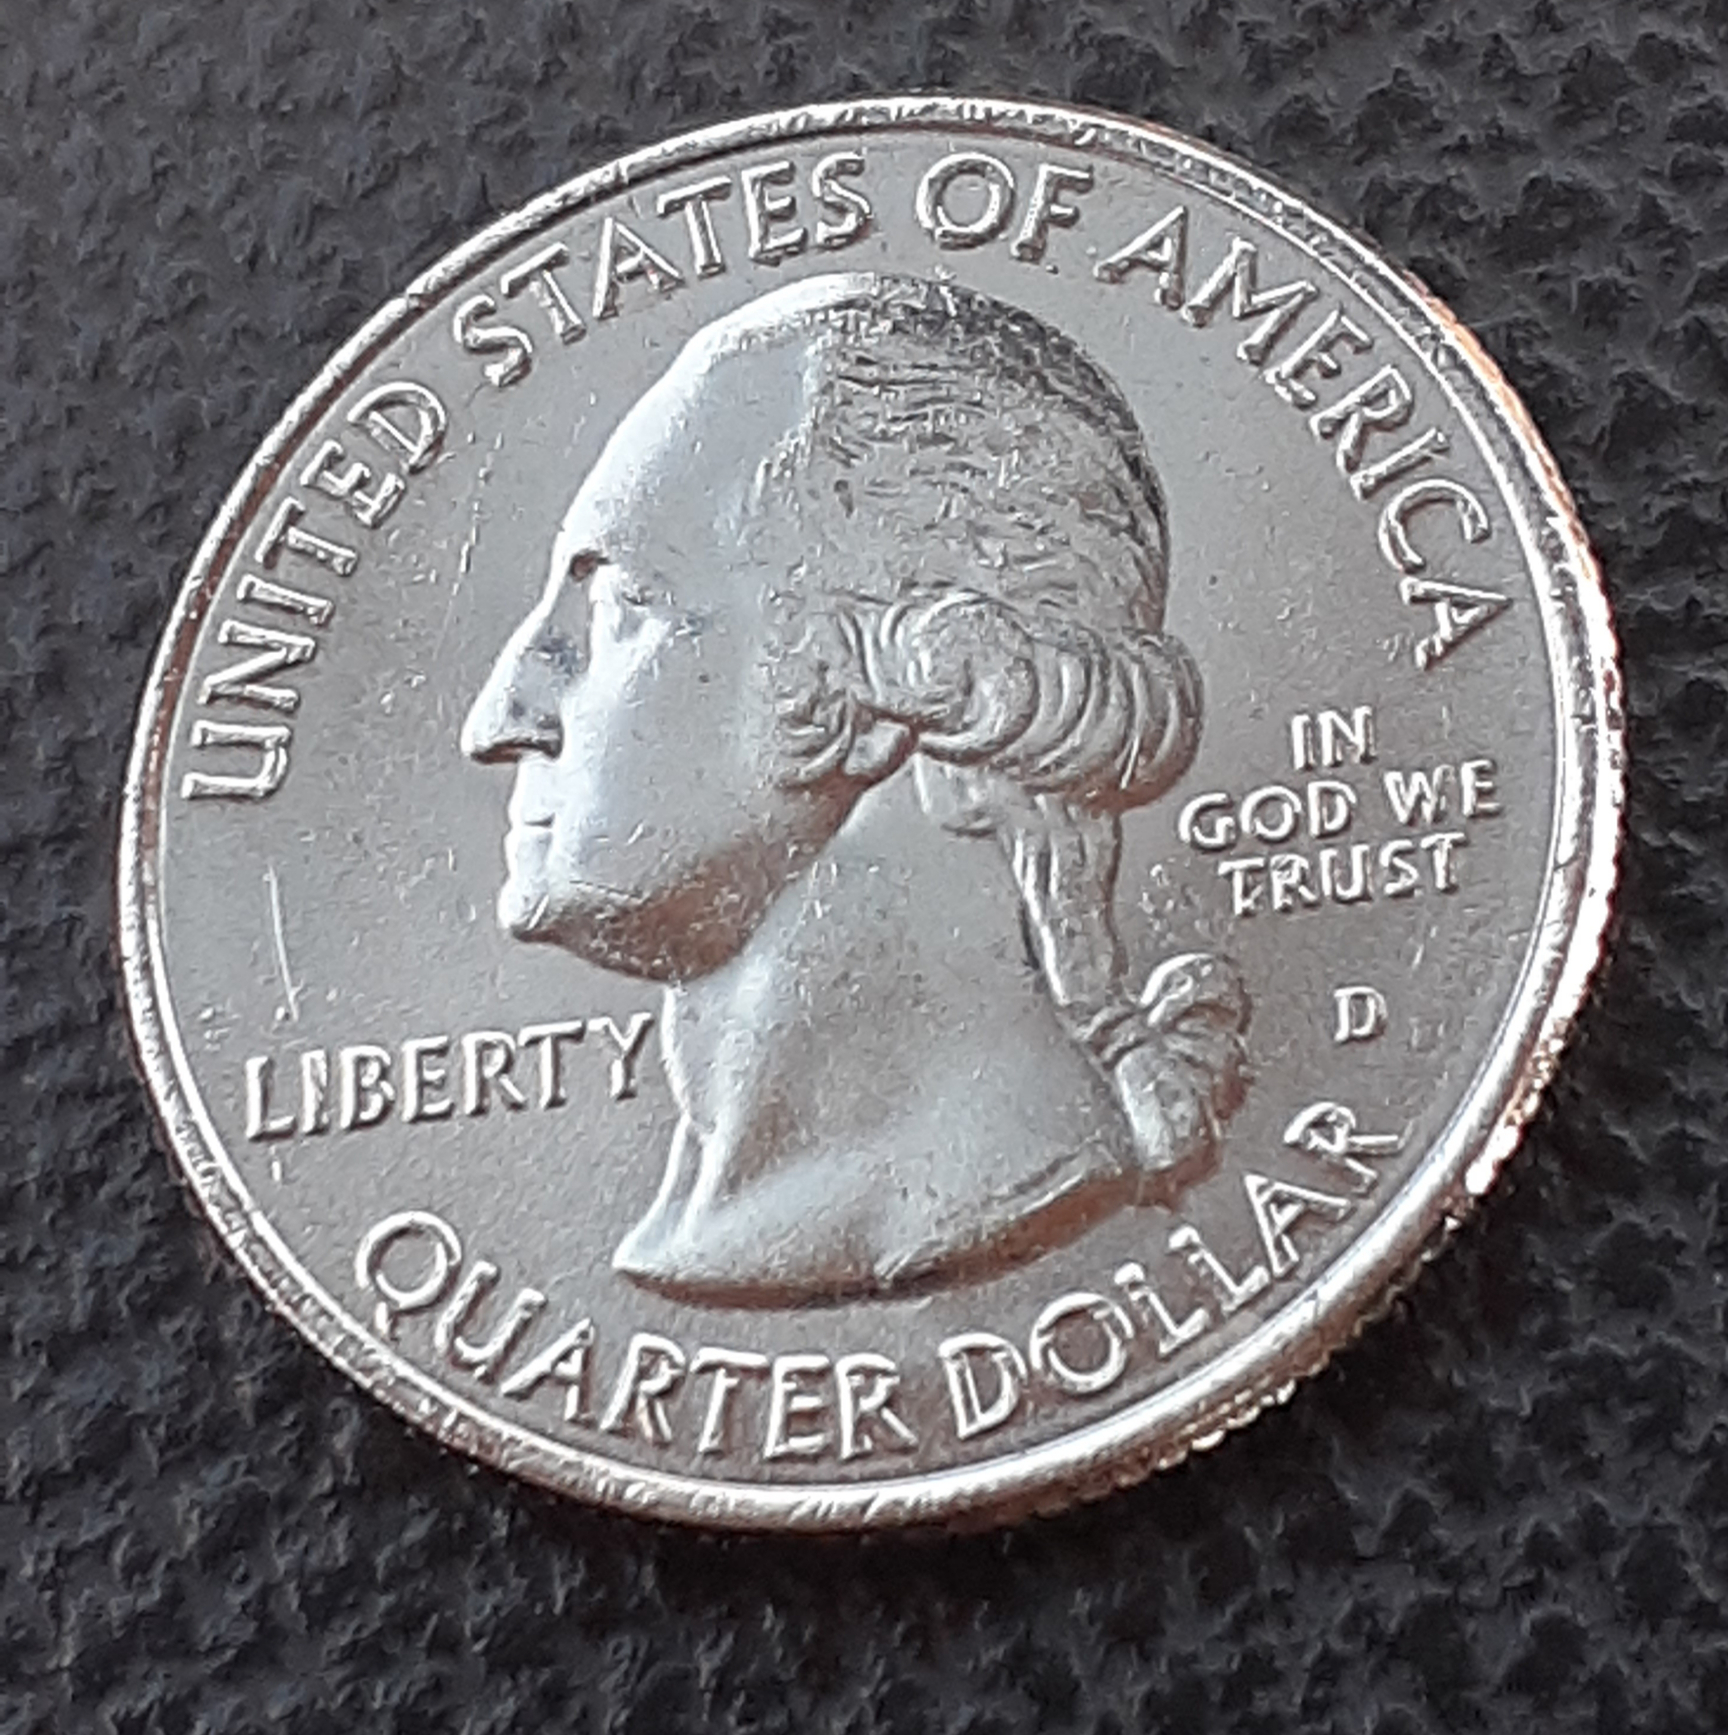 UNITED STATES OF AMERICA
IN
GOD WE
TRUST
D
LIBERTY
QUARTER DOLLAR